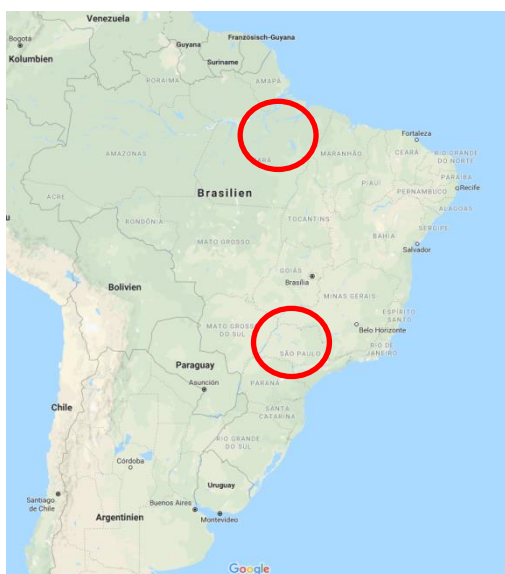 Venezuela
Bogotá
Kolumbien
Guyana
Französisch-Guyana
Suriname
RORAIMA
AMAPÁ
AMAZONAS
MARANHÃO
Fortaleza
CEARÁ
RIO GRANDE
DO NORTE
PARAÍBA
PIAUÍ
PERNAMBUCO
Recife
ACRE
Brasilien
ALAGOAS
RONDÔNIA
TOCANTINS
SERGIPE
MATO GROSSO
BAHIA
Salvador
GOIÁS
Brasília
Bolivien
MINAS GERAIS
ESPÍRITO
SANTO
MATO GROSSO
DO SUL
Belo Horizonte
SÃO PAULO
RIO DE
JANEIRO
Paraguay
Asunción
PARANÁ
Chile
SANTA
CATARINA
RIO GRANDE
DO SUL
Córdoba
Uruguay
Santiago
de Chile
Buenos Aires
Argentinien
Montevideo
Google